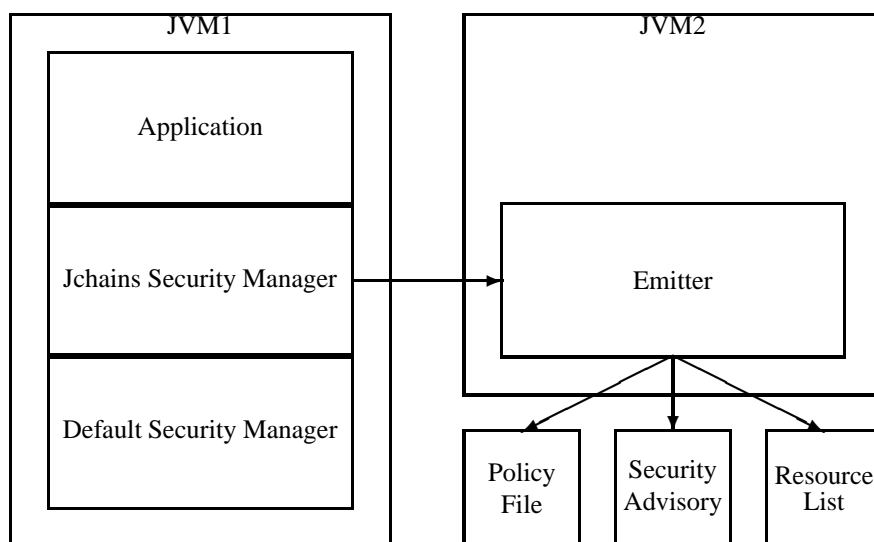 JVM1
JVM2
Application
Jchains Security Manager
Emitter
Default Security Manager
Policy
File
Security
Advisory
Resource
List